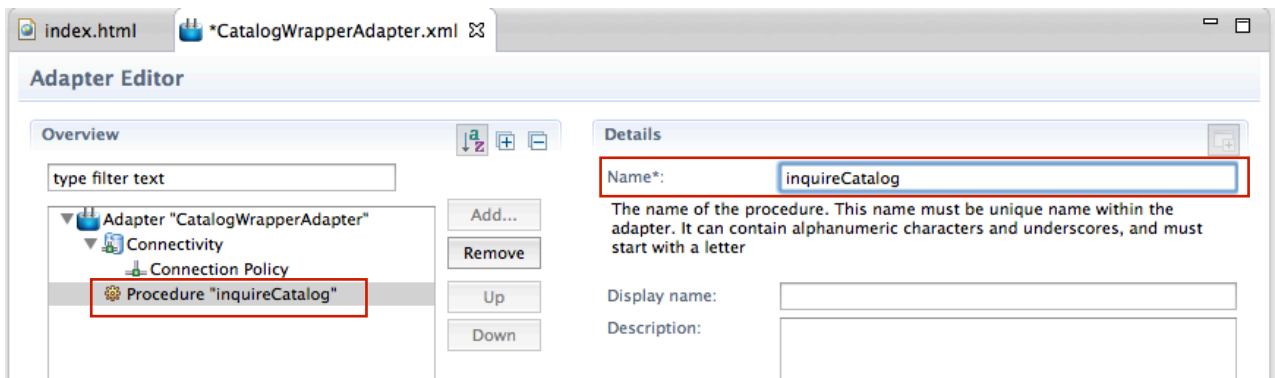 index.html
*CatalogWrapperAdapter.xml
Adapter Editor
Overview
type filter text
Adapter "CatalogWrapperAdapter"
Connectivity
Connection Policy
Procedure "inquireCatalog"
Add...
Remove
Up
Down
Details
Name*:
inquireCatalog
The name of the procedure. This name must be unique name within the
adapter. It can contain alphanumeric characters and underscores, and must
start with a letter
Display name:
Description: